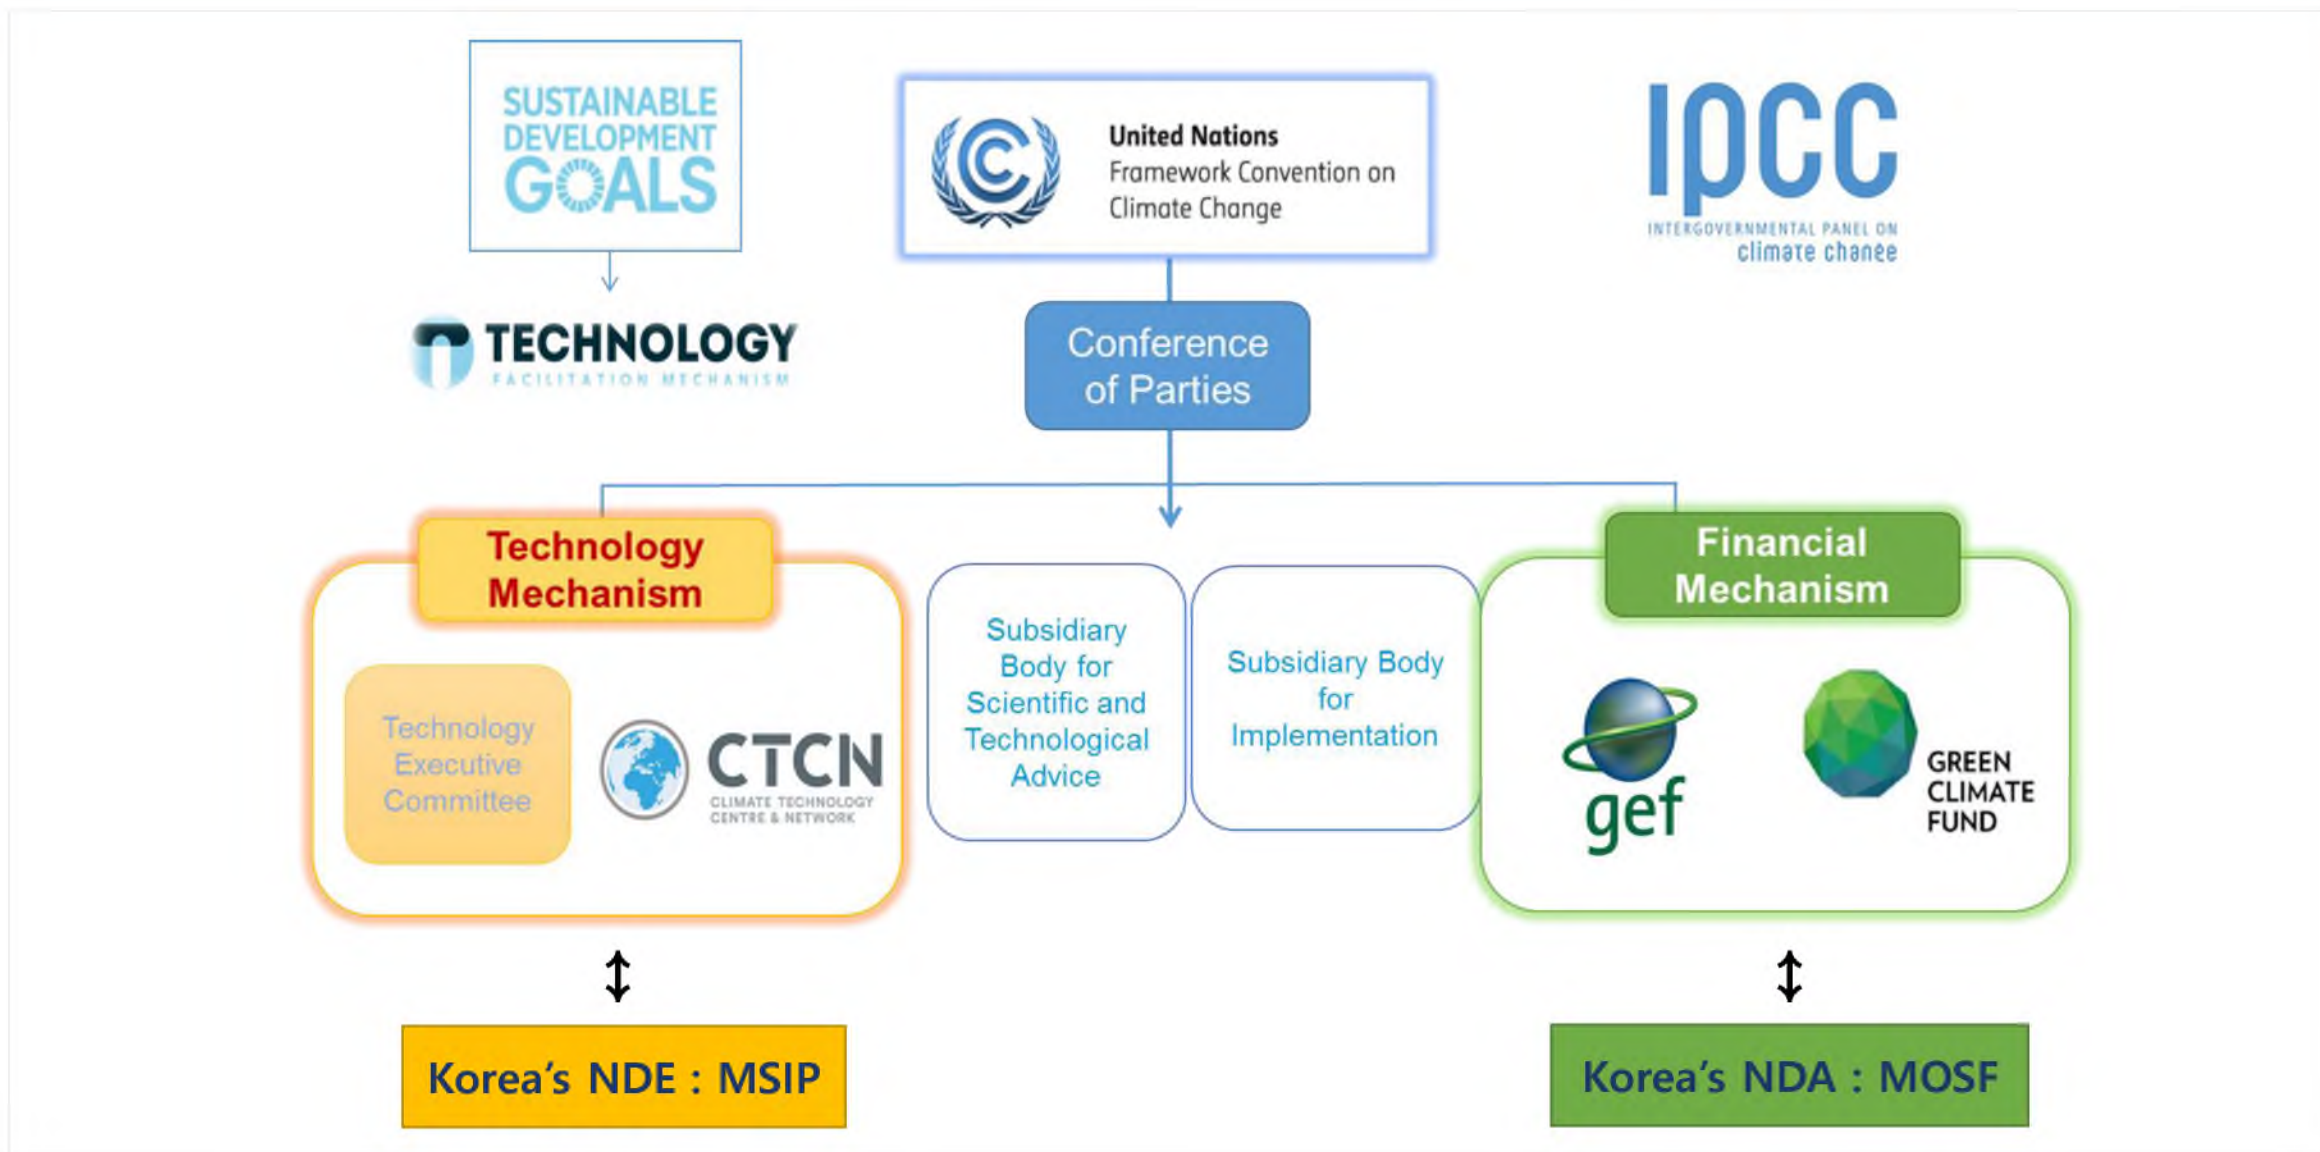 SUSTAINABLE
DEVELOPMENT
GOALS
TECHNOLOGY
FACILITATION MECHANISM
United Nations
Framework Convention on
Climate Change
ipcc
INTERGOVERNMENTAL PANEL ON
climate change
Conference
of Parties
Technology
Mechanism
Technology
Executive
Committee
CTCN
CLIMATE TECHNOLOGY
CENTRE & NETWORK
Subsidiary
Body for
Scientific and
Technological
Advice
Subsidiary Body
for
Implementation
Financial
Mechanism
gef
GREEN
CLIMATE
FUND
Korea's NDE : MSIP
Korea's NDA : MOSF